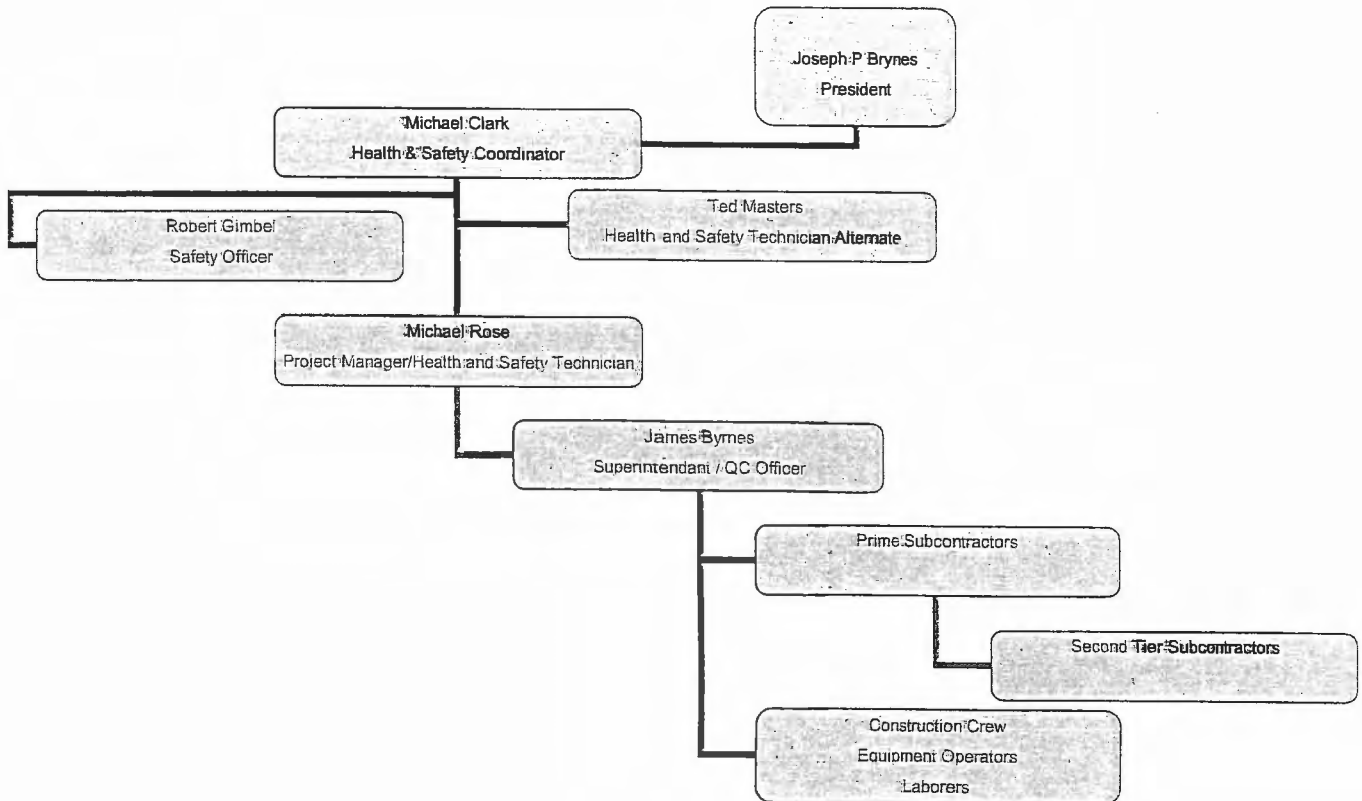 Joseph P Brynes
President
Michael Clark
Health & Safety Coordinator
Robert Gimbel
Safety Officer
Ted Masters
Health and Safety Technician Alternate
Michael Rose
Project Manager/Health and Safety Technician
James Byrnes
Superintendant / QC Officer
Prime Subcontractors
Second Tier Subcontractors
Construction Crew
Equipment Operators
Laborers